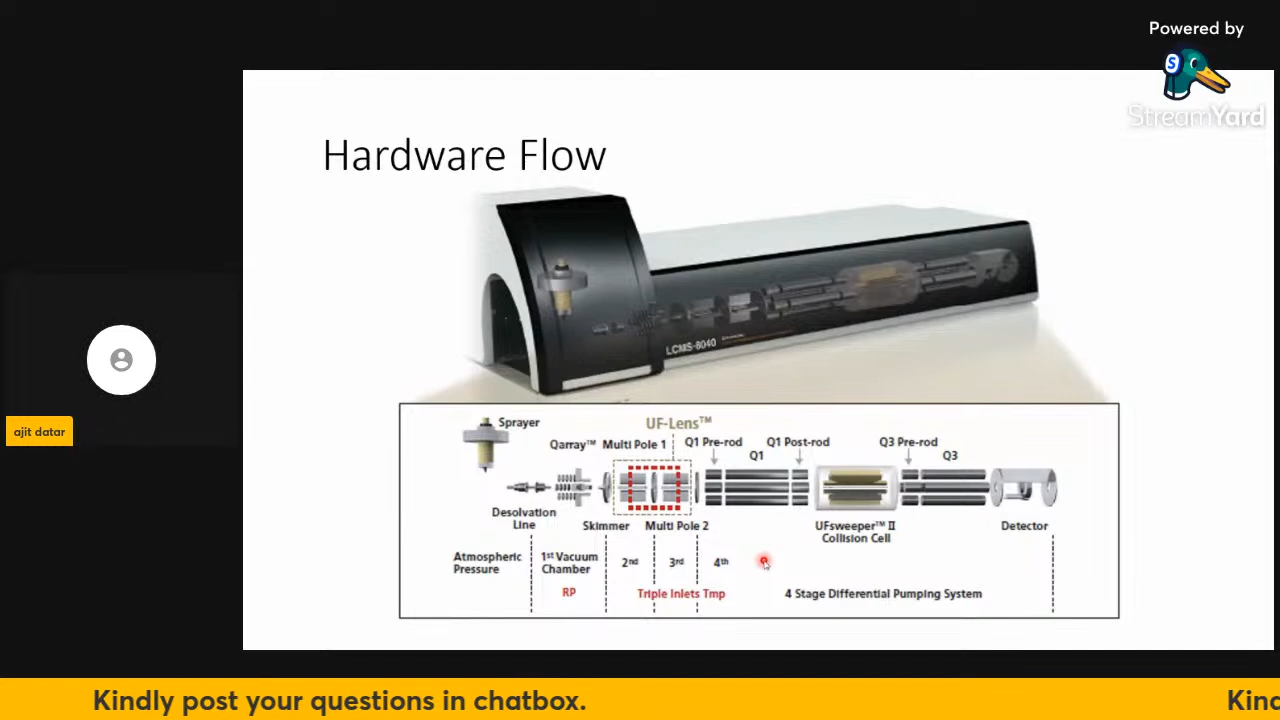 Powered by
S
StreamYard
Hardware Flow
LCMS-8040
Sprayer
UF-Lens™
Qarray™ Multi Pole 1
Q1 Pre-rod
Q1 Post-rod
Q3 Pre-rod
Q1
Q3
Desolvation
Line
Skimmer
Multi Pole 2
UFsweeper™ II
Collision Cell
Detector
Atmospheric
Pressure
1st Vacuum
Chamber
2nd
3rd
4th
RP
Triple Inlets Tmp
4 Stage Differential Pumping System
ajit datar
Kindly post your questions in chatbox.
Kind